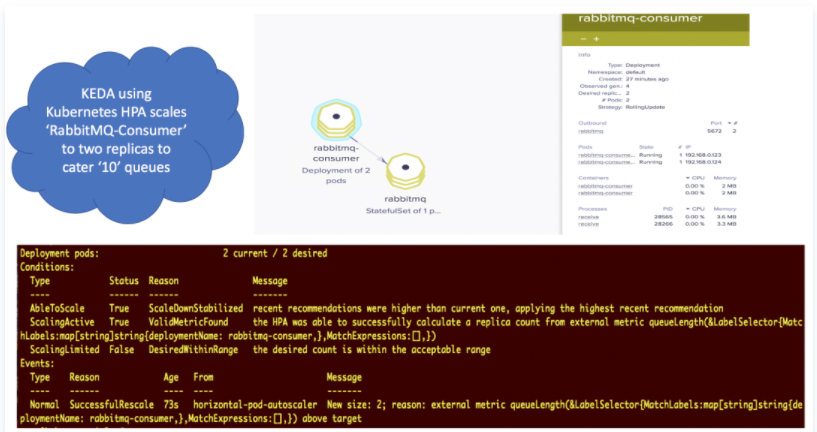 KEDA using
Kubernetes HPA scales
‘RabbitMQ-Consumer’
to two replicas to
cater ‘10’ queues
rabbitmq-
consumer
Deployment of 2
pods
rabbitmq
StatefulSet of 1 p...
rabbitmq-consumer
− +
Info
Type: Deployment
Namespace: default
Created: 27 minutes ago
Observed gen.: 4
Desired replic... 2
# Pods: 2
Strategy: RollingUpdate
Outbound Port #
rabbitmq 5672 2
Pods State # IP
rabbitmq-consume... Running 1 192.168.0.123
rabbitmq-consume... Running 1 192.168.0.124
Containers CPU Memory
rabbitmq-consumer 0.00 % 2 MB
rabbitmq-consumer 0.00 % 2 MB
Processes PID CPU Memory
receive 28565 0.00 % 3.6 MB
receive 28266 0.00 % 3.3 MB
Deployment pods: 2 current / 2 desired
Conditions:
Type Status Reason Message
---- ------ ------ -------
AbleToScale True ScaleDownStabilized recent recommendations were higher than current one, applying the highest recent recommendation
ScalingActive True ValidMetricFound the HPA was able to successfully calculate a replica count from external metric queueLength(&LabelSelector{Matc
hLabels:map[string]string{deploymentName: rabbitmq-consumer,},MatchExpressions:[],})
ScalingLimited False DesiredWithinRange the desired count is within the acceptable range
Events:
Type Reason Age From Message
---- ------ ---- ---- -------
Normal SuccessfulRescale 73s horizontal-pod-autoscaler New size: 2; reason: external metric queueLength(&LabelSelector{MatchLabels:map[string]string{de
ploymentName: rabbitmq-consumer,},MatchExpressions:[],}) above target